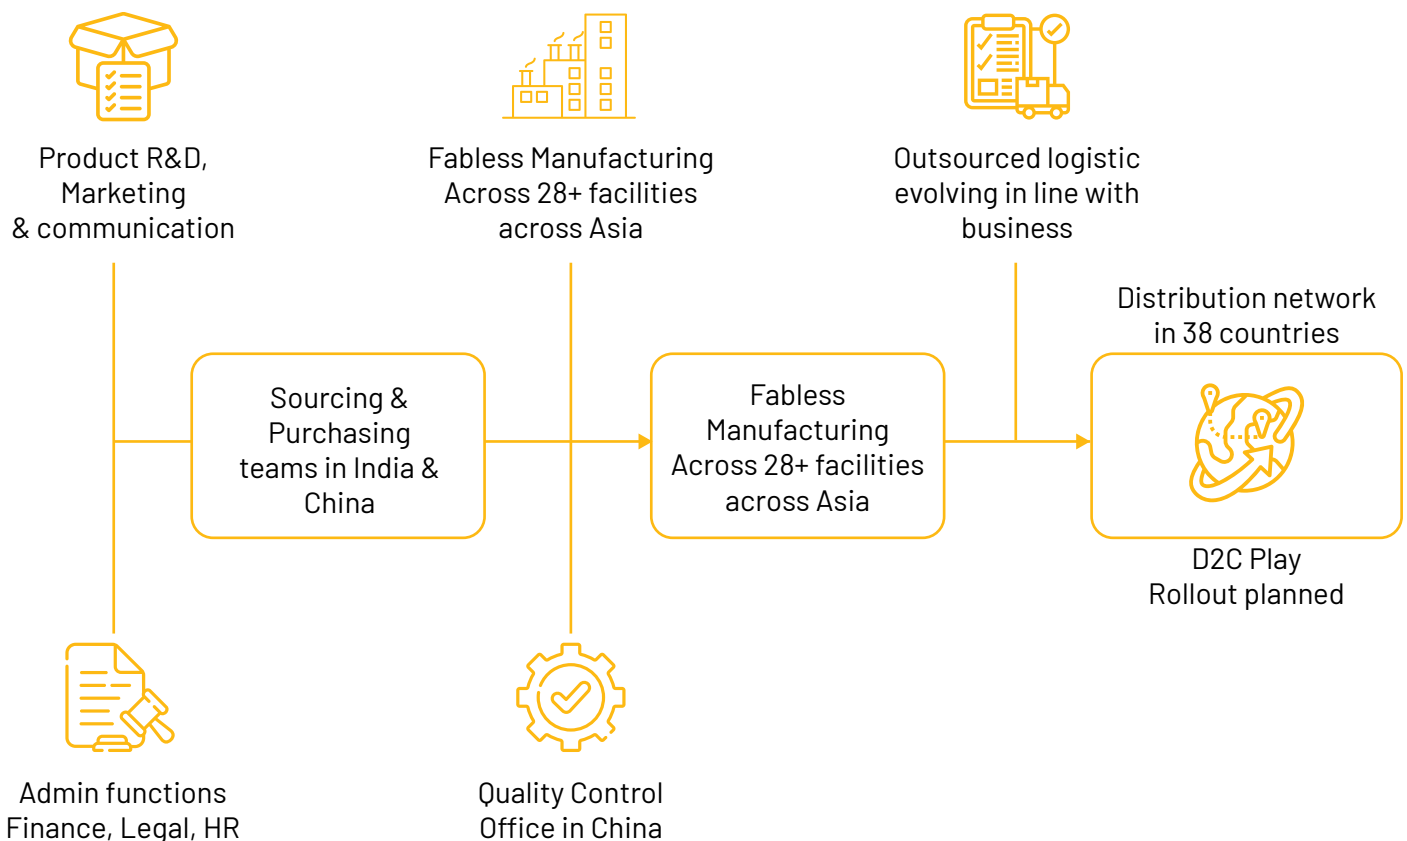 Product R&D,
Marketing
& communication
Fabless Manufacturing
Across 28+ facilities
across Asia
Outsourced logistic
evolving in line with
business
Distribution network
in 38 countries
Sourcing &
Purchasing
teams in India &
China
Fabless
Manufacturing
Across 28+ facilities
across Asia
D2C Play
Rollout planned
Admin functions
Finance, Legal, HR
Quality Control
Office in China